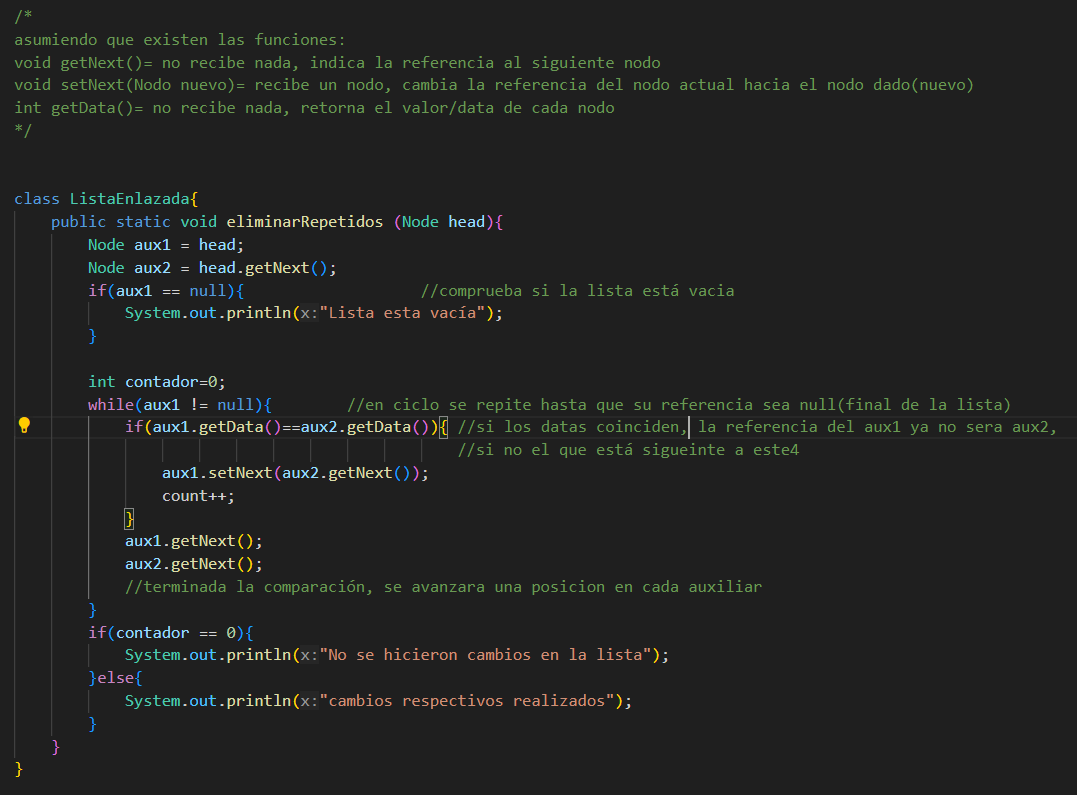 /*
asumiendo que existen las funciones:
void getNext()= no recibe nada, indica la referencia al siguiente nodo
void setNext(Nodo nuevo)= recibe un nodo, cambia la referencia del nodo actual hacia el nodo dado(nuevo)
int getData()= no recibe nada, retorna el valor/data de cada nodo
*/
class ListaEnlazada{
public static void eliminarRepetidos (Node head){
Node aux1 = head;
Node aux2 = head.getNext();
if(aux1 == null){ //comprueba si la lista está vacia
System.out.println(x:"Lista esta vacía");
}
int contador=0;
while(aux1 != null){ //en ciclo se repite hasta que su referencia sea null(final de la lista)
if(aux1.getData()==aux2.getData()){ //si los datas coinciden, la referencia del aux1 ya no sera aux2,
//si no el que está sigueinte a este4
aux1.setNext(aux2.getNext());
count++;
}
aux1.getNext();
aux2.getNext();
//terminada la comparación, se avanzara una posicion en cada auxiliar
}
if(contador == 0){
System.out.println(x:"No se hicieron cambios en la lista");
}else{
System.out.println(x:"cambios respectivos realizados");
}
}
}